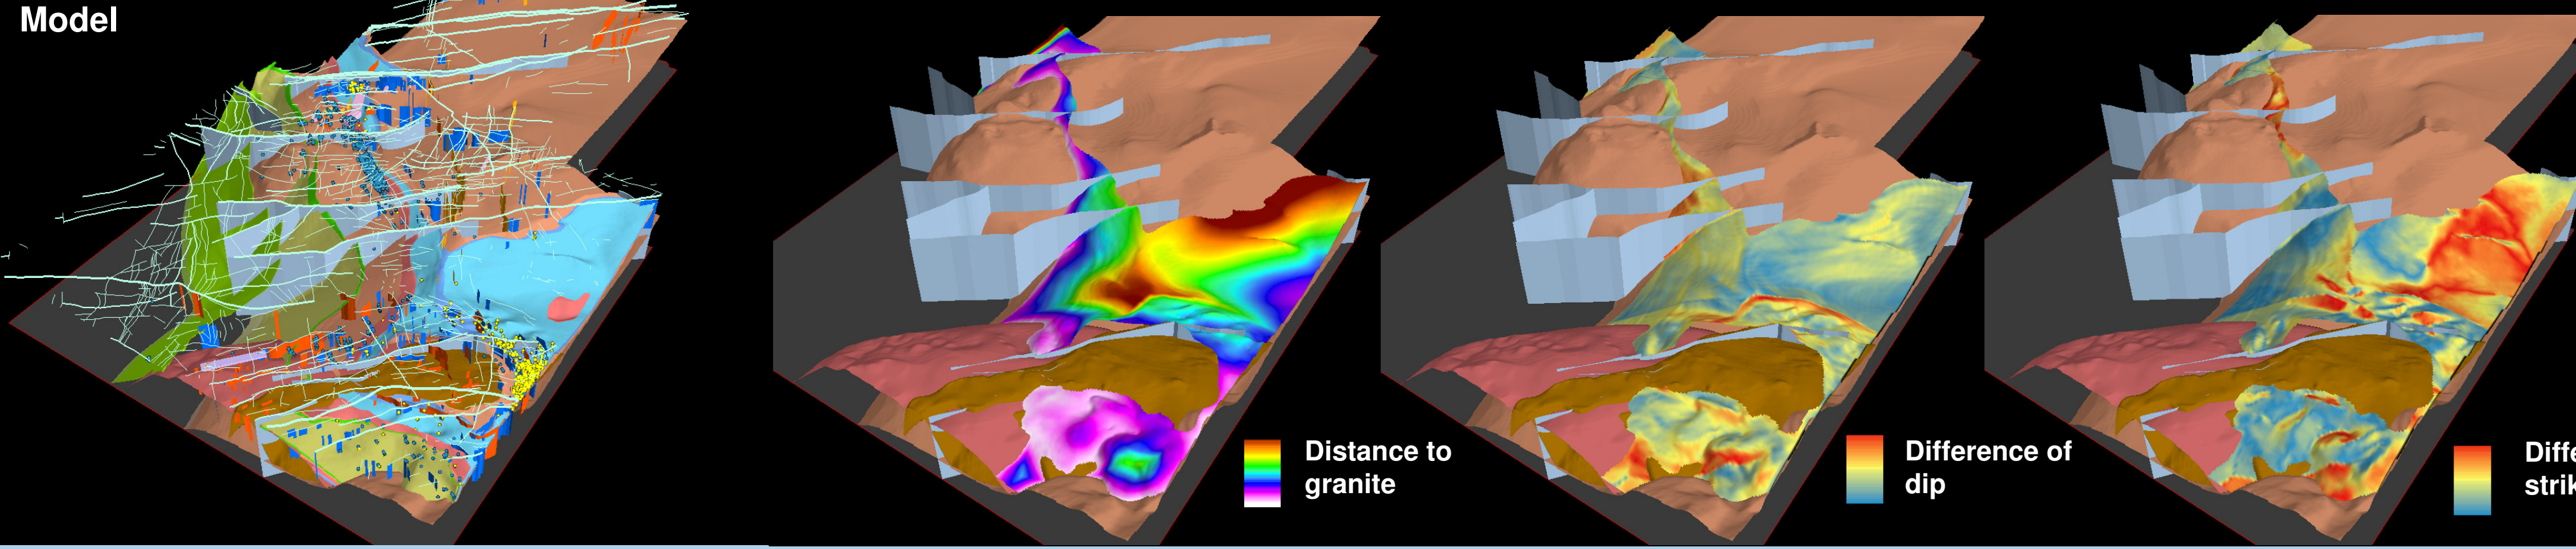 Model
Distance to
granite
Difference of
dip